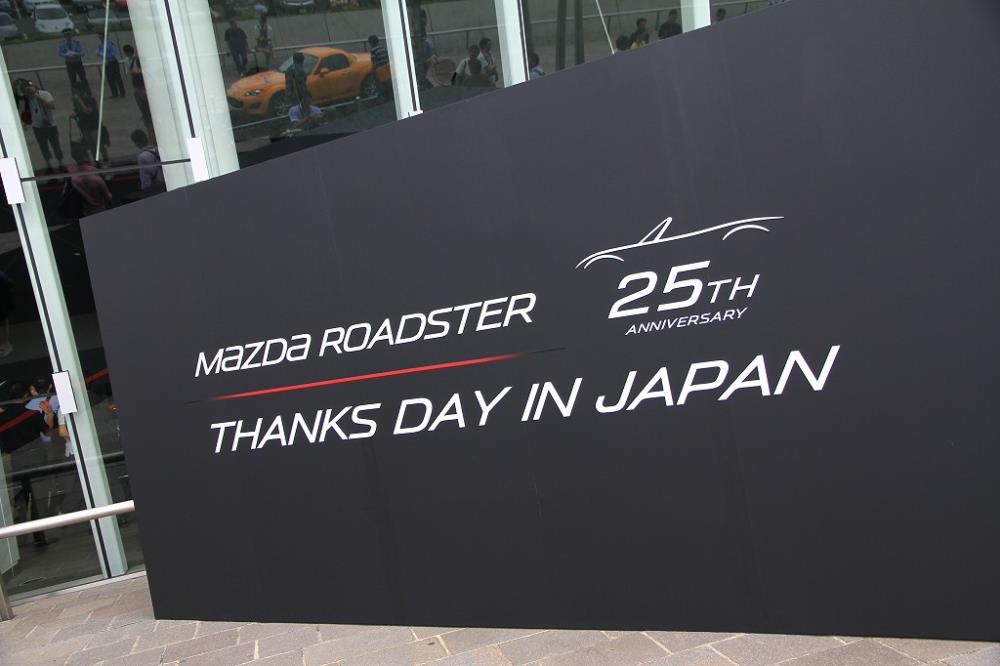 MAZDA ROADSTER
25TH
ANNIVERSARY
THANKS DAY IN JAPAN